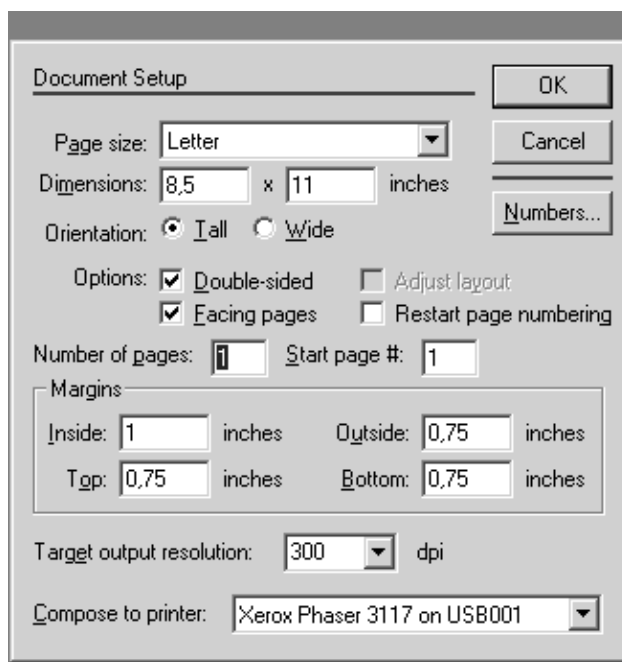 Document Setup
OK
Page size: Letter
Cancel
Dimensions: 8,5 x 11 inches
Numbers...
Orientation: Tall Wide
Options: Double-sided Adjust layout
Facing pages Restart page numbering
Number of pages: 1 Start page #: 1
Margins
Inside: 1 inches Outside: 0,75 inches
Top: 0,75 inches Bottom: 0,75 inches
Target output resolution: 300 dpi
Compose to printer: Xerox Phaser 3117 on USB001